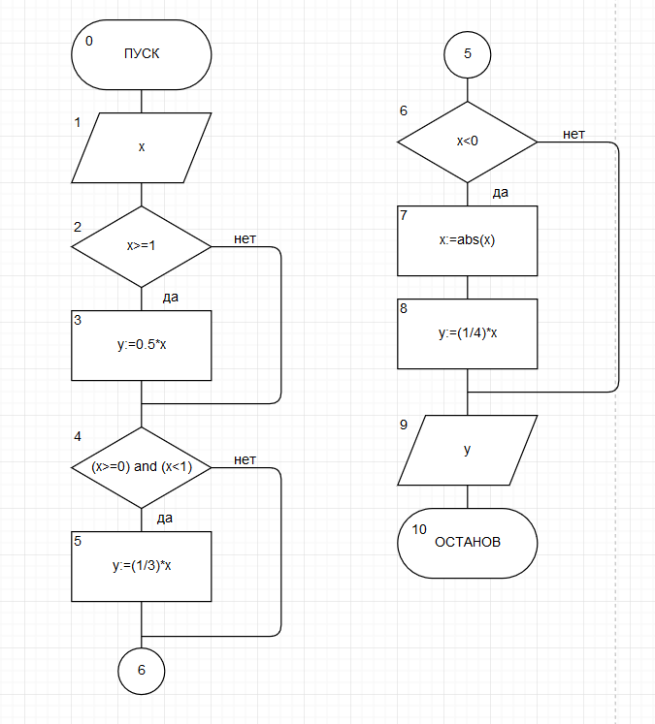 0
ПУСК
1
x
2
x>=1
нет
да
3
y:=0.5*x
4
(x>=0) and (x<1)
нет
да
5
y:=(1/3)*x
6
5
6
x<0
нет
да
7
x:=abs(x)
8
y:=(1/4)*x
9
y
10
ОСТАНОВ